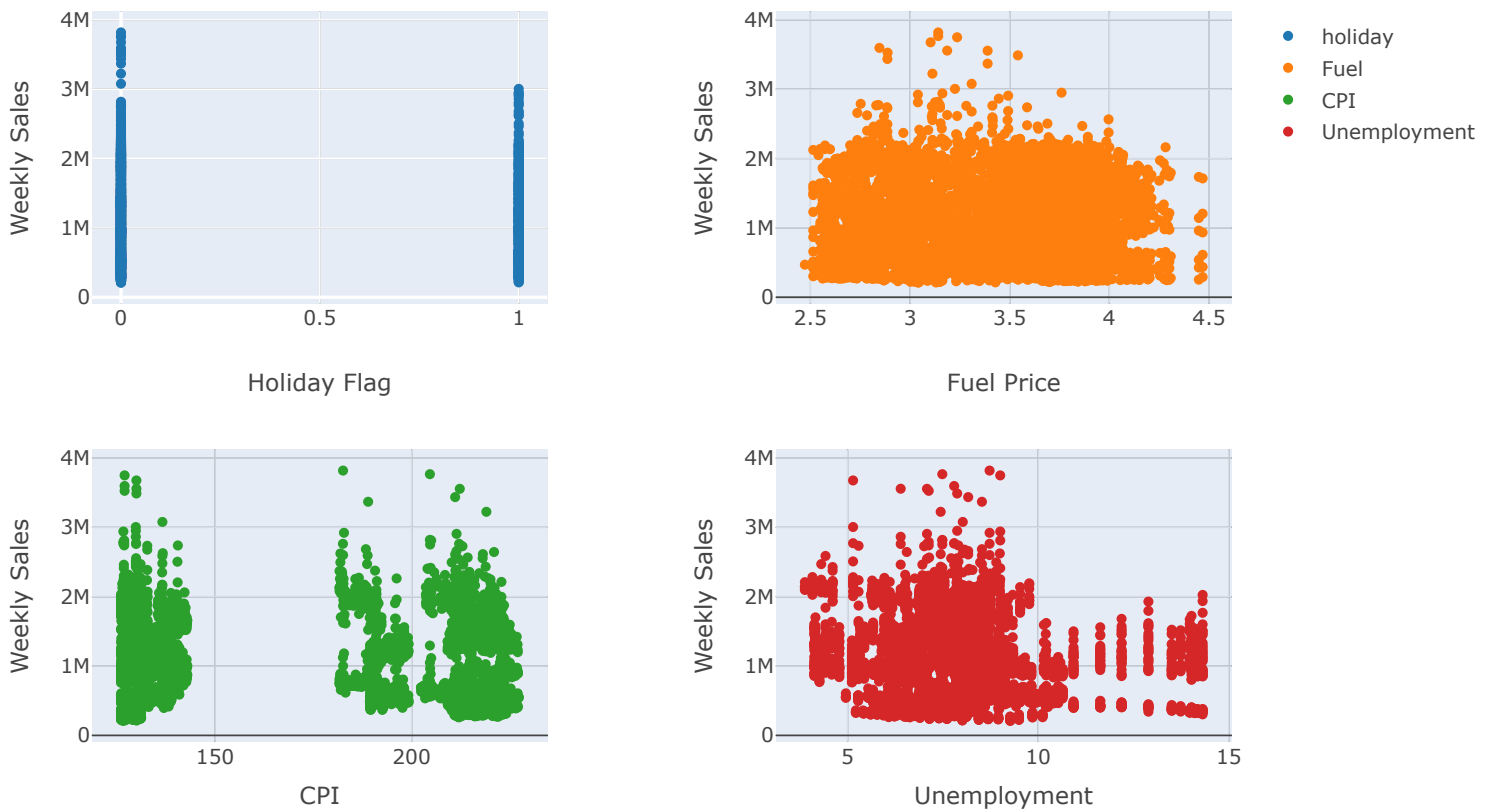 4M
3M
2M
1M
0
Weekly Sales
0
0.5
1
Holiday Flag
4M
3M
2M
1M
0
Weekly Sales
2.5
3
3.5
4
4.5
Fuel Price
holiday
Fuel
CPI
Unemployment
4M
3M
2M
1M
0
Weekly Sales
150
200
CPI
4M
3M
2M
1M
0
Weekly Sales
5
10
15
Unemployment